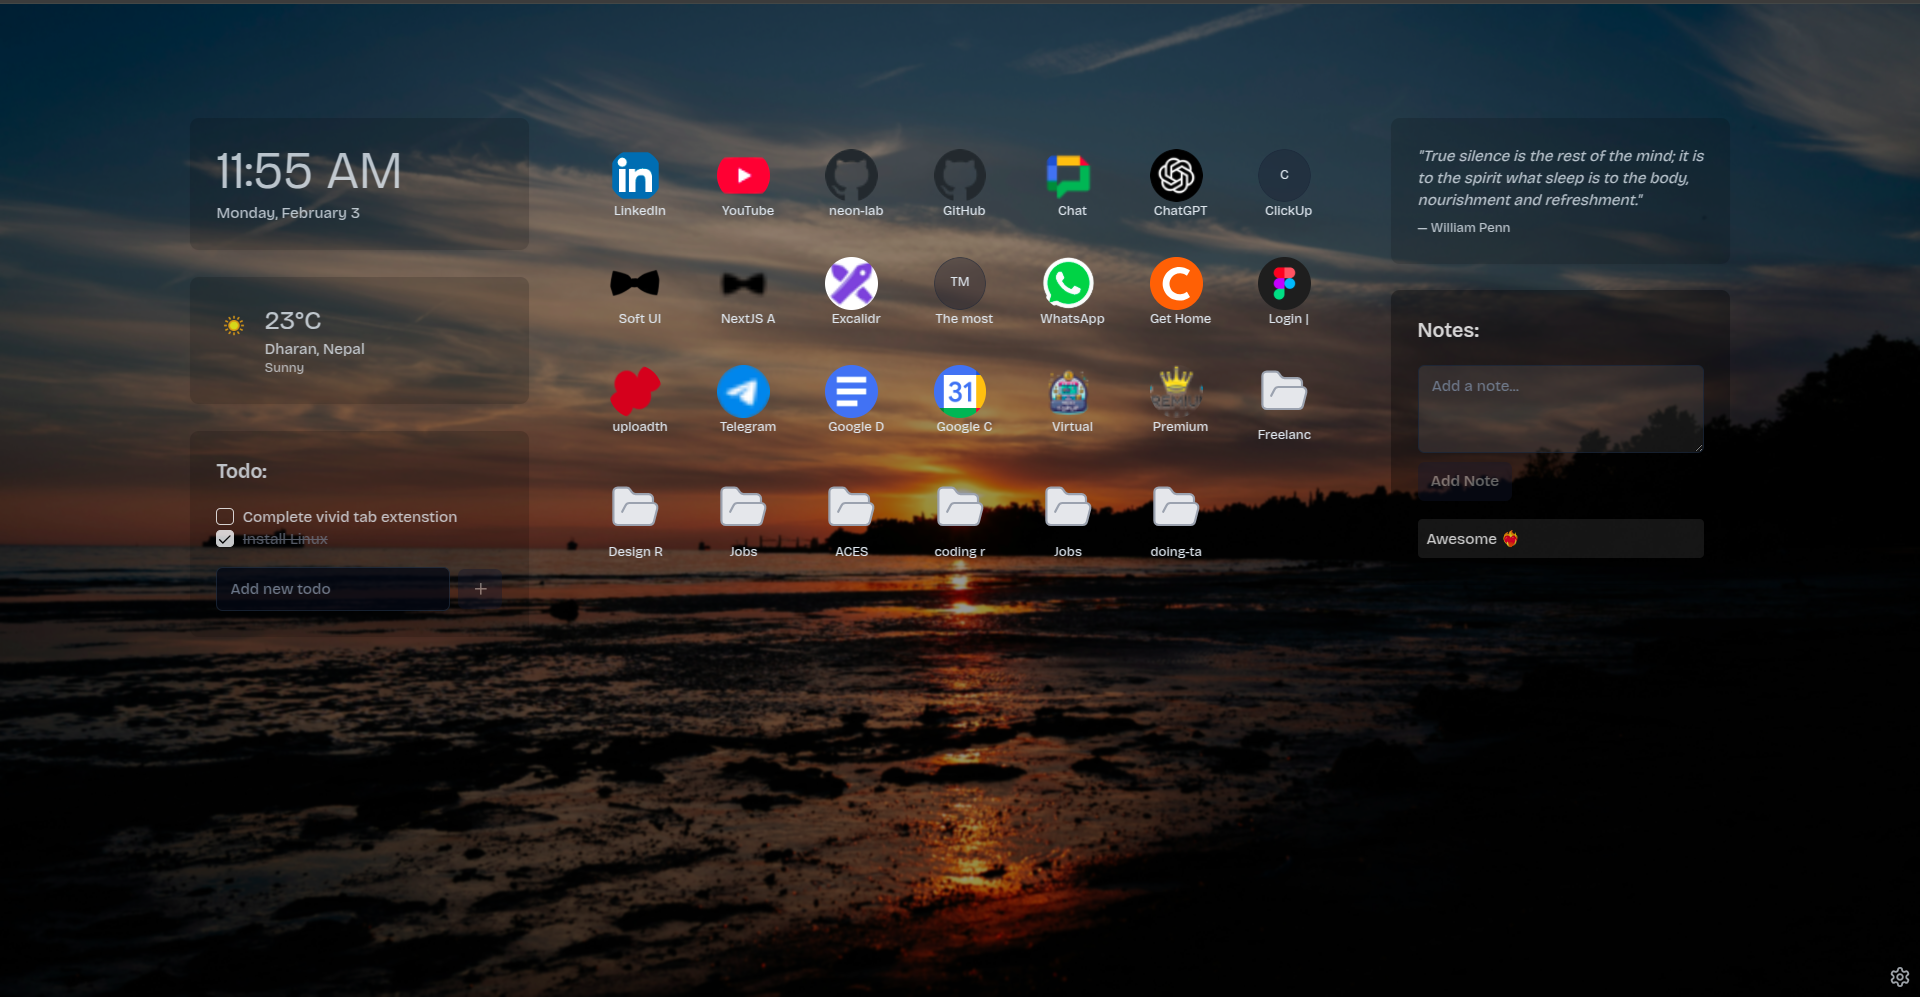 11:55 AM
Monday, February 3
23°C
Dharan, Nepal
Sunny
Todo:
Complete vivid tab extenstion
Install Linux
Add new todo
+
in
LinkedIn
YouTube
neon-lab
GitHub
Chat
ChatGPT
C
ClickUp
Soft UI
NextJS A
Excalidr
TM
The most
WhatsApp
C
Get Home
Login |
uploadth
Telegram
Google D
31
Google C
Virtual
Premium
Freelanc
Design R
Jobs
ACES
coding r
Jobs
doing-ta
"True silence is the rest of the mind; it is
to the spirit what sleep is to the body,
nourishment and refreshment."
— William Penn
Notes:
Add a note...
Add Note
Awesome ❤️‍🔥